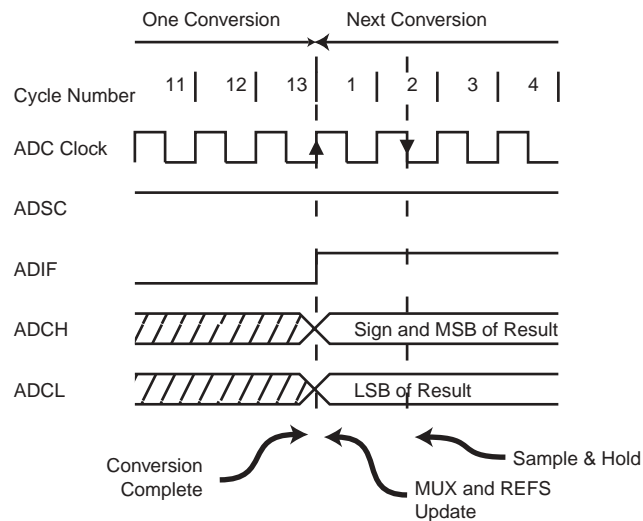 One Conversion
Next Conversion
Cycle Number
11
12
13
1
2
3
4
ADC Clock
ADSC
ADIF
ADCH
Sign and MSB of Result
ADCL
LSB of Result
Conversion
Complete
MUX and REFS
Update
Sample & Hold